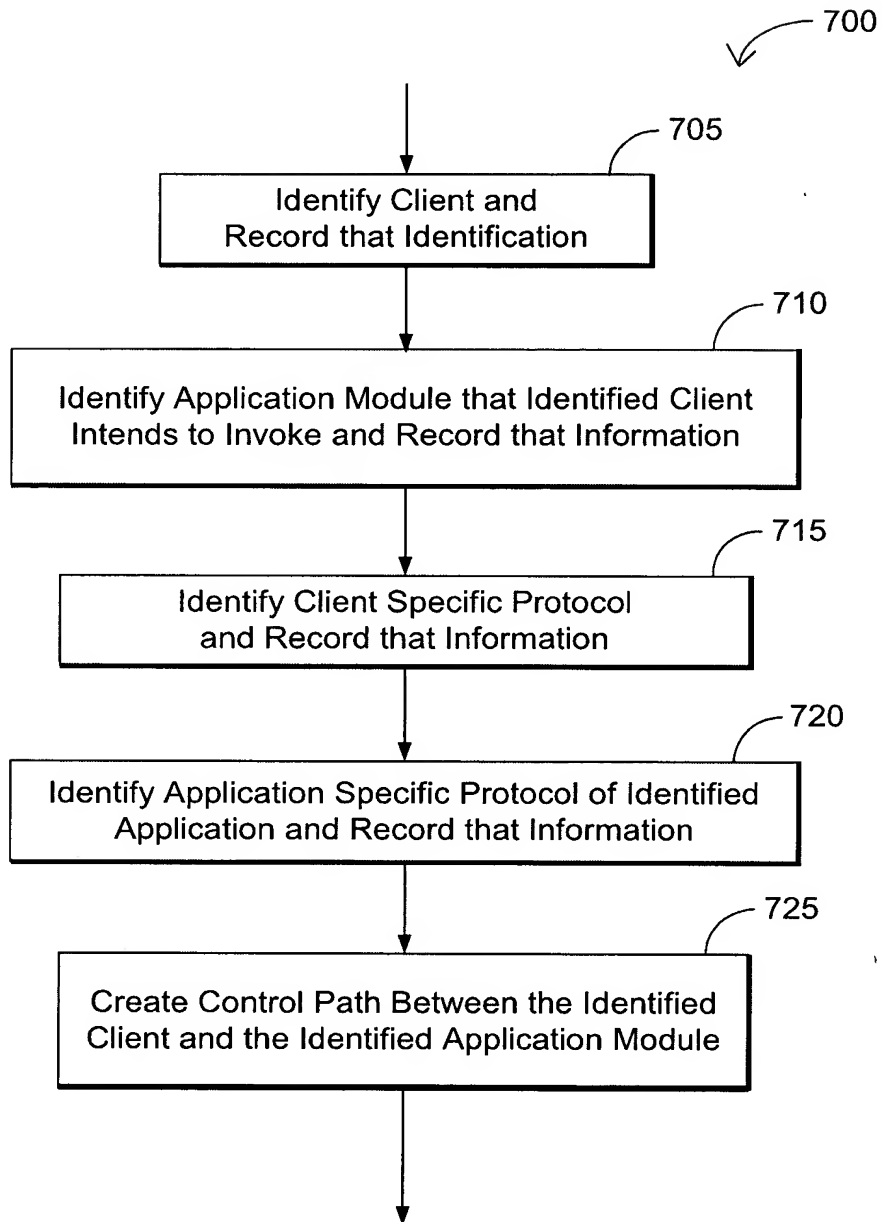 700
705
Identify Client and
Record that Identification
710
Identify Application Module that Identified Client
Intends to Invoke and Record that Information
715
Identify Client Specific Protocol
and Record that Information
720
Identify Application Specific Protocol of Identified
Application and Record that Information
725
Create Control Path Between the Identified
Client and the Identified Application Module